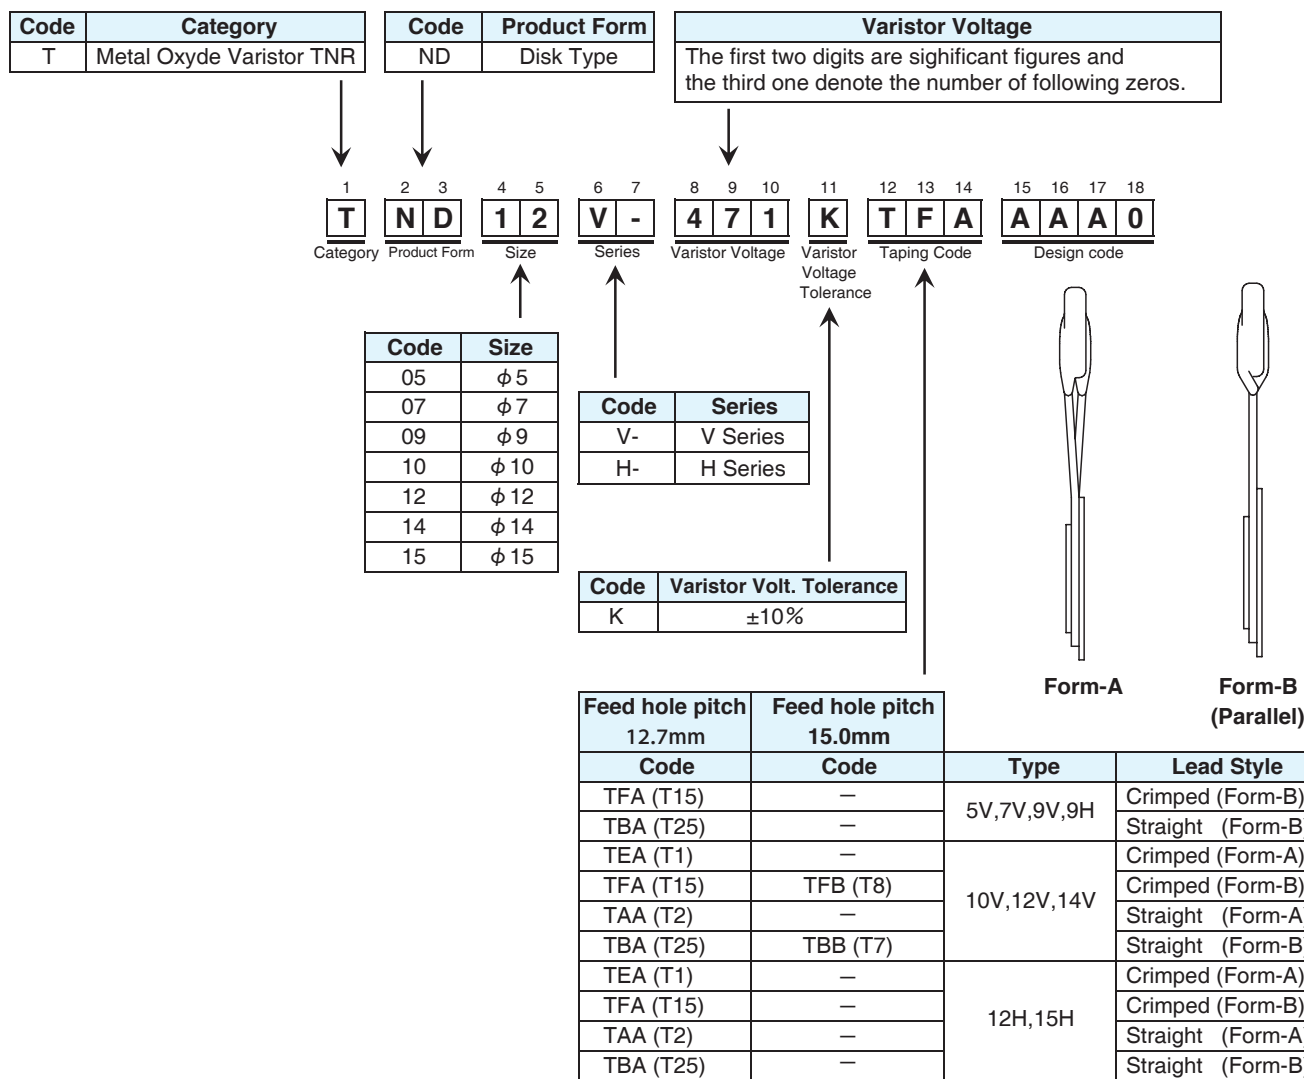 Code Category
T Metal Oxyde Varistor TNR
Code Product Form
ND Disk Type
Varistor Voltage
The first two digits are sighificant figures and
the third one denote the number of following zeros.
1 2 3 4 5 6 7 8 9 10 11 12 13 14 15 16 17 18
T N D 1 2 V - 4 7 1 K T F A A A A 0
Category Product Form Size Series Varistor Voltage Varistor Taping Code Design code
Voltage
Tolerance
Code Size
05 φ5
07 φ7
09 φ9
10 φ10
12 φ12
14 φ14
15 φ15
Code Series
V- V Series
H- H Series
Code Varistor Volt. Tolerance
K ±10%
Form-A Form-B
(Parallel)
Feed hole pitch Feed hole pitch
12.7mm 15.0mm
Code Code Type Lead Style
TFA (T15) — 5V,7V,9V,9H Crimped (Form-B)
TBA (T25) — Straight (Form-B)
TEA (T1) — 10V,12V,14V Crimped (Form-A)
TFA (T15) TFB (T8) Crimped (Form-B)
TAA (T2) — Straight (Form-A)
TBA (T25) TBB (T7) Straight (Form-B)
TEA (T1) — 12H,15H Crimped (Form-A)
TFA (T15) — Crimped (Form-B)
TAA (T2) — Straight (Form-A)
TBA (T25) — Straight (Form-B)